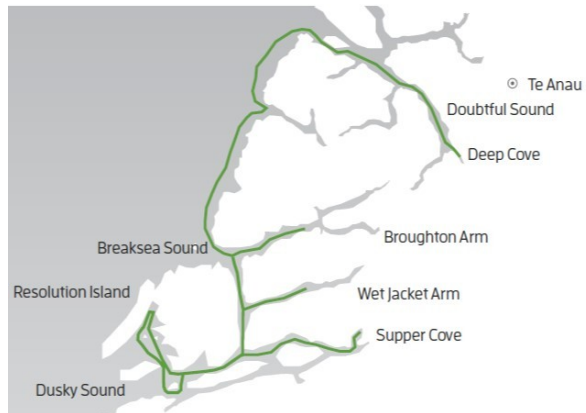 Te Anau
Doubtful Sound
Deep Cove
Broughton Arm
Breaksea Sound
Resolution Island
Wet Jacket Arm
Supper Cove
Dusky Sound